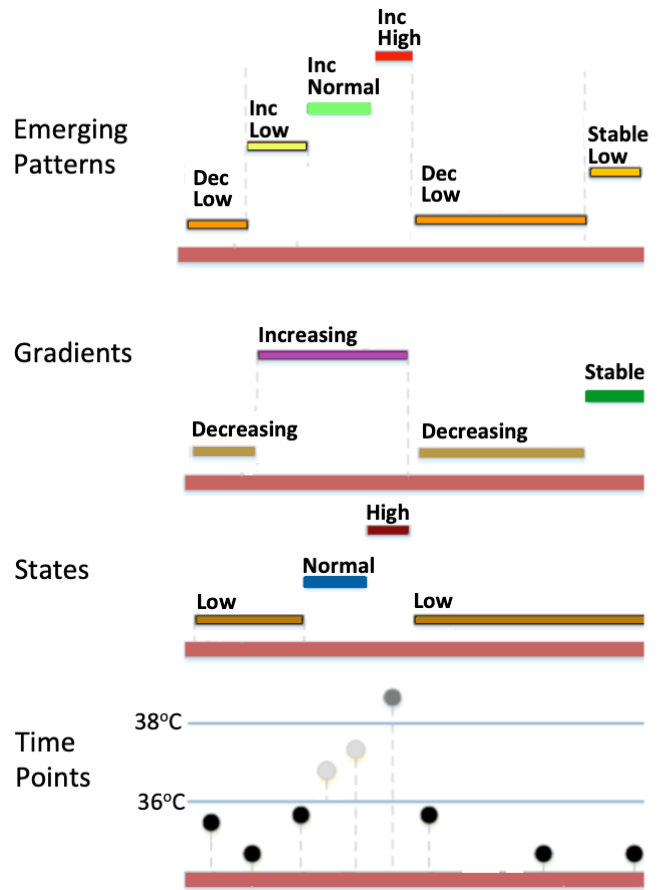 Inc
High
Inc
Normal
Inc
Low
Emerging
Patterns
Stable
Low
Dec
Low
Dec
Low
Increasing
Gradients
Stable
Decreasing
Decreasing
High
Normal
States
Low
Low
38°C
Time
Points
36°C